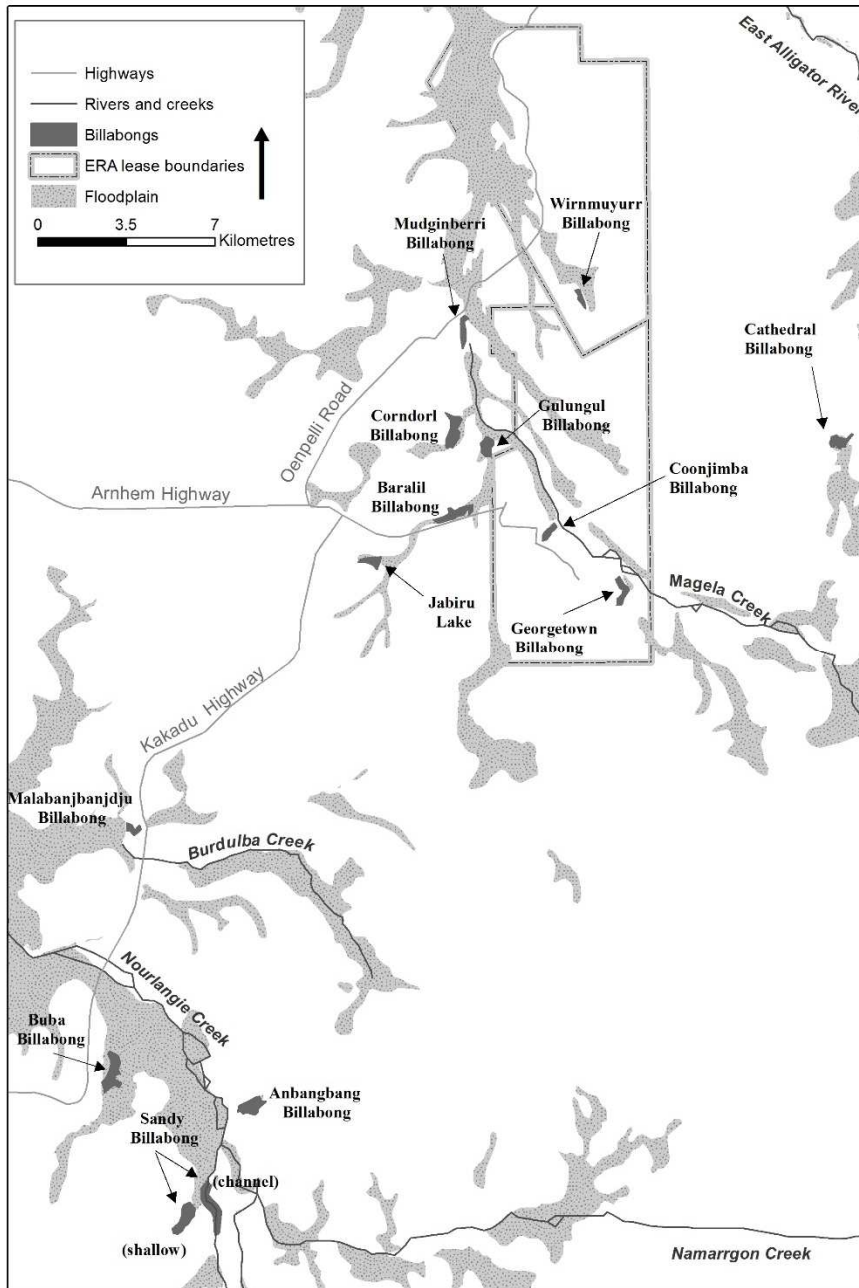 East Alligator River
Highways
Rivers and creeks
Billabongs
ERA lease boundaries
Floodplain
0 3.5 7
Kilometres
Wirnmuyurr
Billabong
Mudginberri
Billabong
Cathedral
Billabong
Oenpelli Road
Corndorl
Billabong
Gulungul
Billabong
Arnhem Highway
Baralil
Billabong
Coonjimba
Billabong
Jabiru
Lake
Magela Creek
Georgetown
Billabong
Kakadu Highway
Malabanjbanjdju
Billabong
Burdulba Creek
Nourlangie Creek
Buba
Billabong
Anbangbang
Billabong
Sandy
Billabong
(channel)
(shallow)
Namarrgon Creek